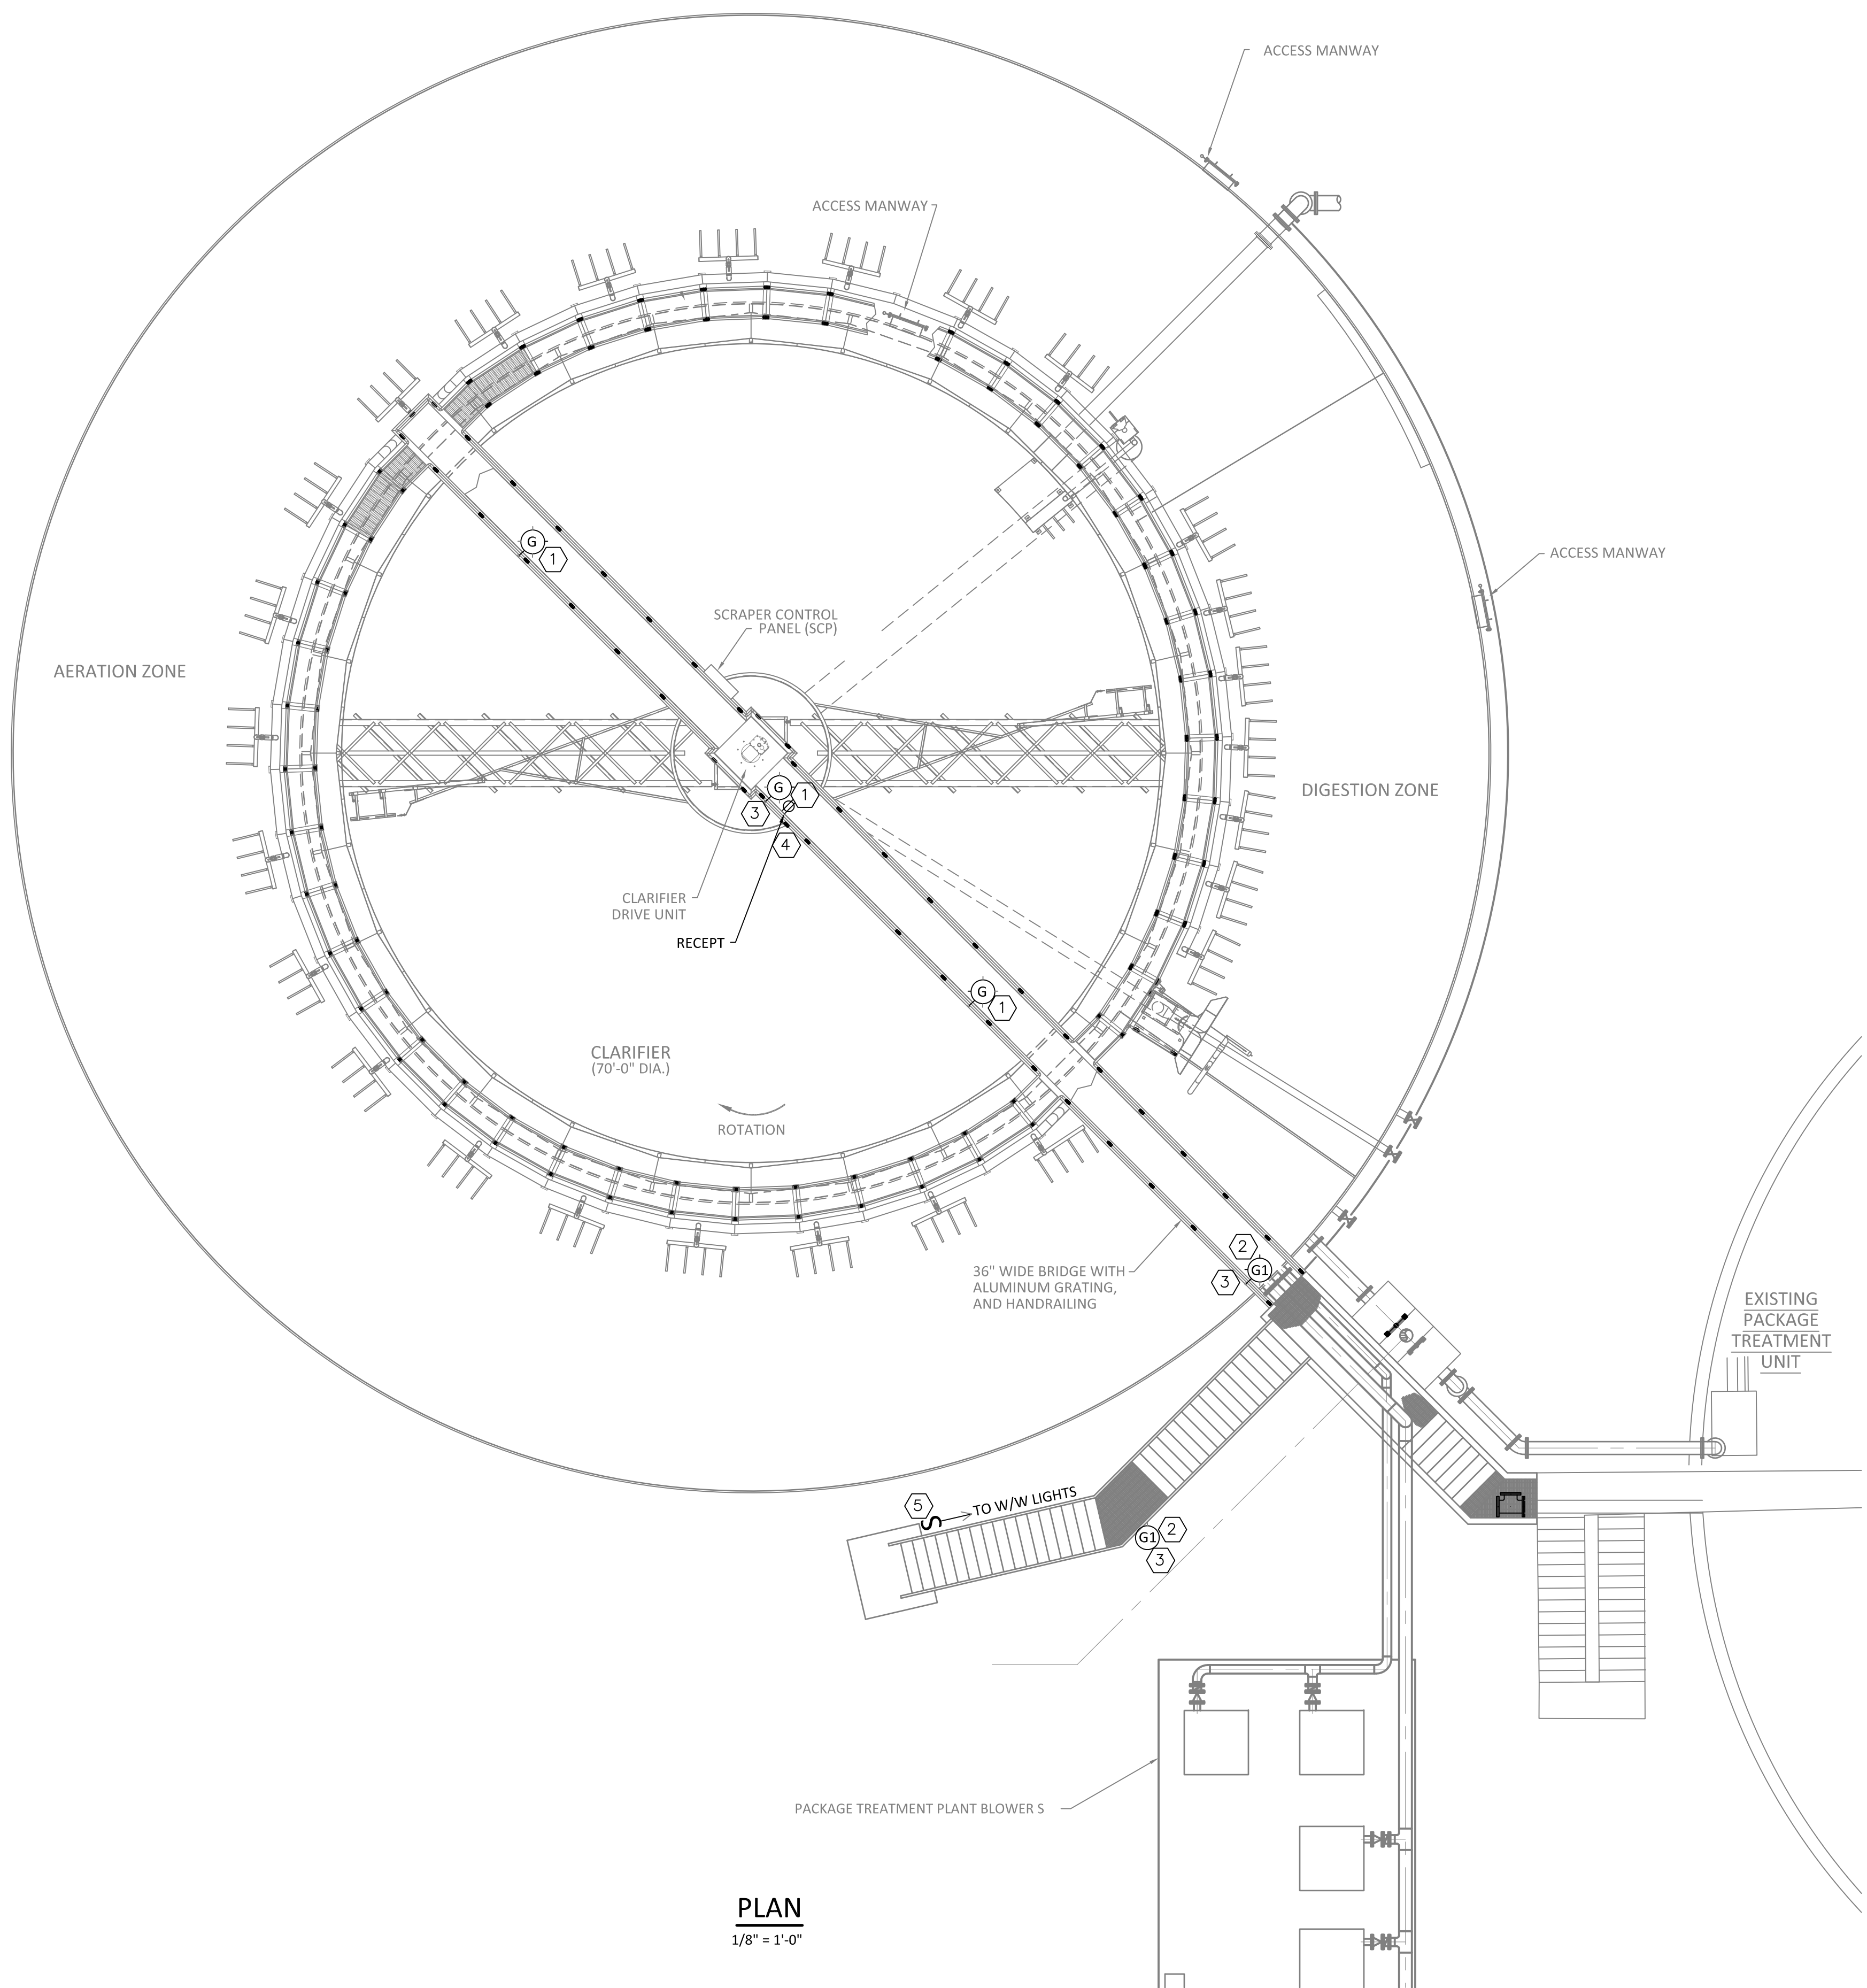 ACCESS MANWAY
ACCESS MANWAY
ACCESS MANWAY
G
1
SCRAPER CONTROL
PANEL (SCP)
AERATION ZONE
DIGESTION ZONE
G
1
3
4
CLARIFIER
DRIVE UNIT
RECEPT
G
1
CLARIFIER
(70'-0" DIA.)
ROTATION
2
G1
3
36" WIDE BRIDGE WITH
ALUMINUM GRATING,
AND HANDRAILING
EXISTING
PACKAGE
TREATMENT
UNIT
5
S
TO W/W LIGHTS
G1
2
3
PACKAGE TREATMENT PLANT BLOWER S
PLAN
1/8" = 1'-0"